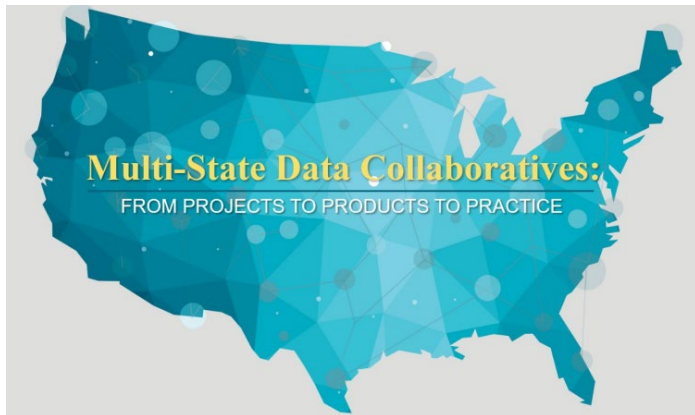 Multi-State Data Collaboratives:
FROM PROJECTS TO PRODUCTS TO PRACTICE